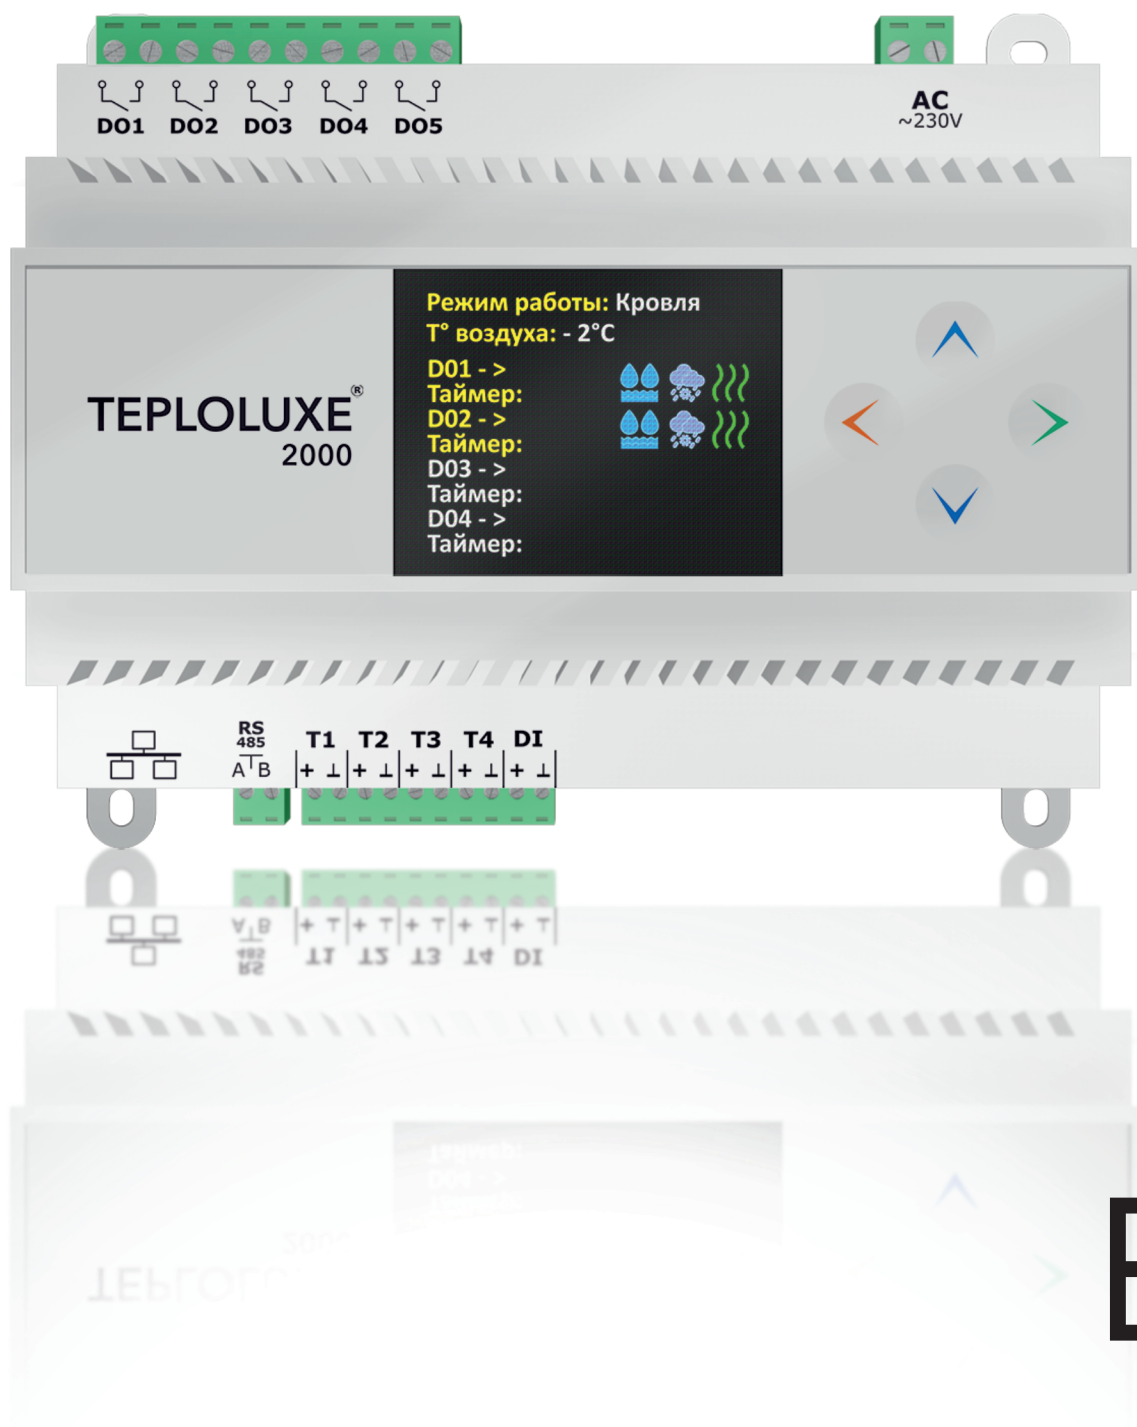 DO1 DO2 DO3 DO4 DO5
AC
~230V
Режим работы: Кровля
T° воздуха: - 2°C
D01 - >
Таймер:
D02 - >
Таймер:
D03 - >
Таймер:
D04 - >
Таймер:
TEPLOLUXE®
2000
RS
485
A B
T1 T2 T3 T4 DI
+ ⊥ + ⊥ + ⊥ + ⊥ + ⊥